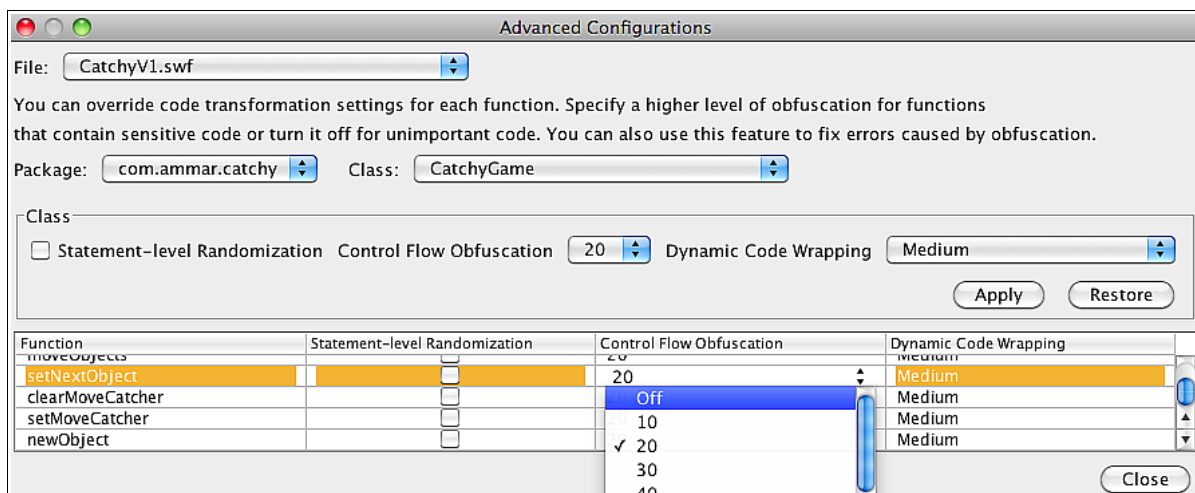 Advanced Configurations
File: CatchyV1.swf
You can override code transformation settings for each function. Specify a higher level of obfuscation for functions
that contain sensitive code or turn it off for unimportant code. You can also use this feature to fix errors caused by obfuscation.
Package: com.ammar.catchy Class: CatchyGame
Class
Statement-level Randomization Control Flow Obfuscation 20 Dynamic Code Wrapping Medium
Apply Restore
Function Statement-level Randomization Control Flow Obfuscation Dynamic Code Wrapping
moveObjects 20 Medium
setNextObject 20 Medium
clearMoveCatcher Off Medium
setMoveCatcher 10 Medium
newObject ✓ 20 Medium
30
40
Close